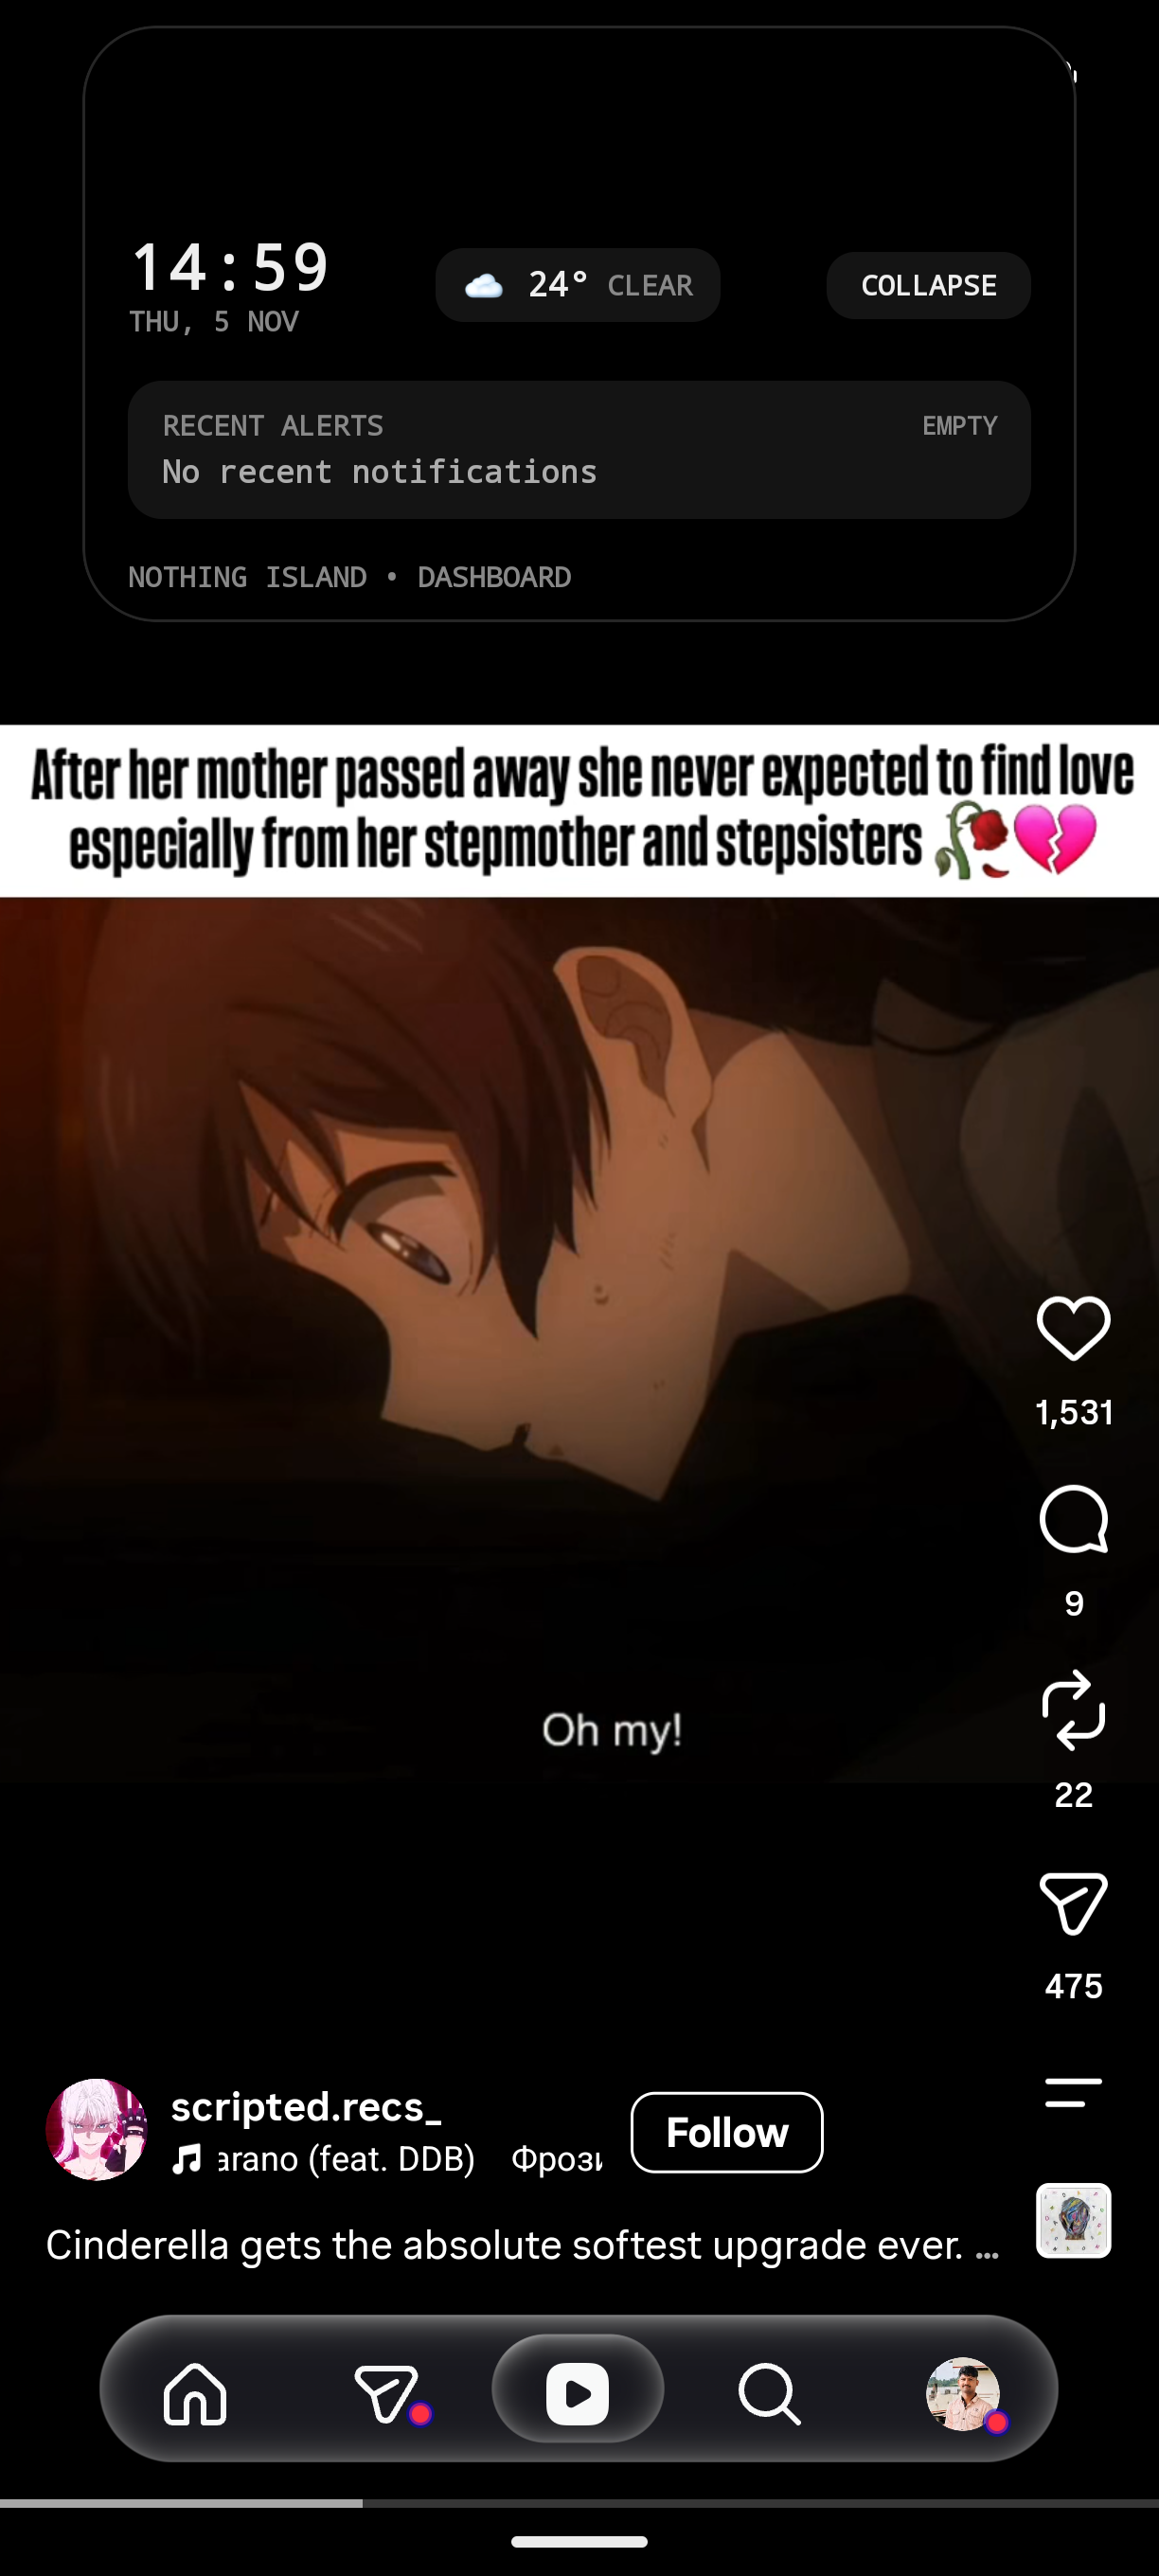 14:59
THU, 5 NOV
24° CLEAR
COLLAPSE
RECENT ALERTS
EMPTY
No recent notifications
NOTHING ISLAND • DASHBOARD
After her mother passed away she never expected to find love
especially from her stepmother and stepsisters 🥀💔
Oh my!
1,531
9
22
475
scripted.recs_
arano (feat. DDB) Фрози
Follow
Cinderella gets the absolute softest upgrade ever. ...